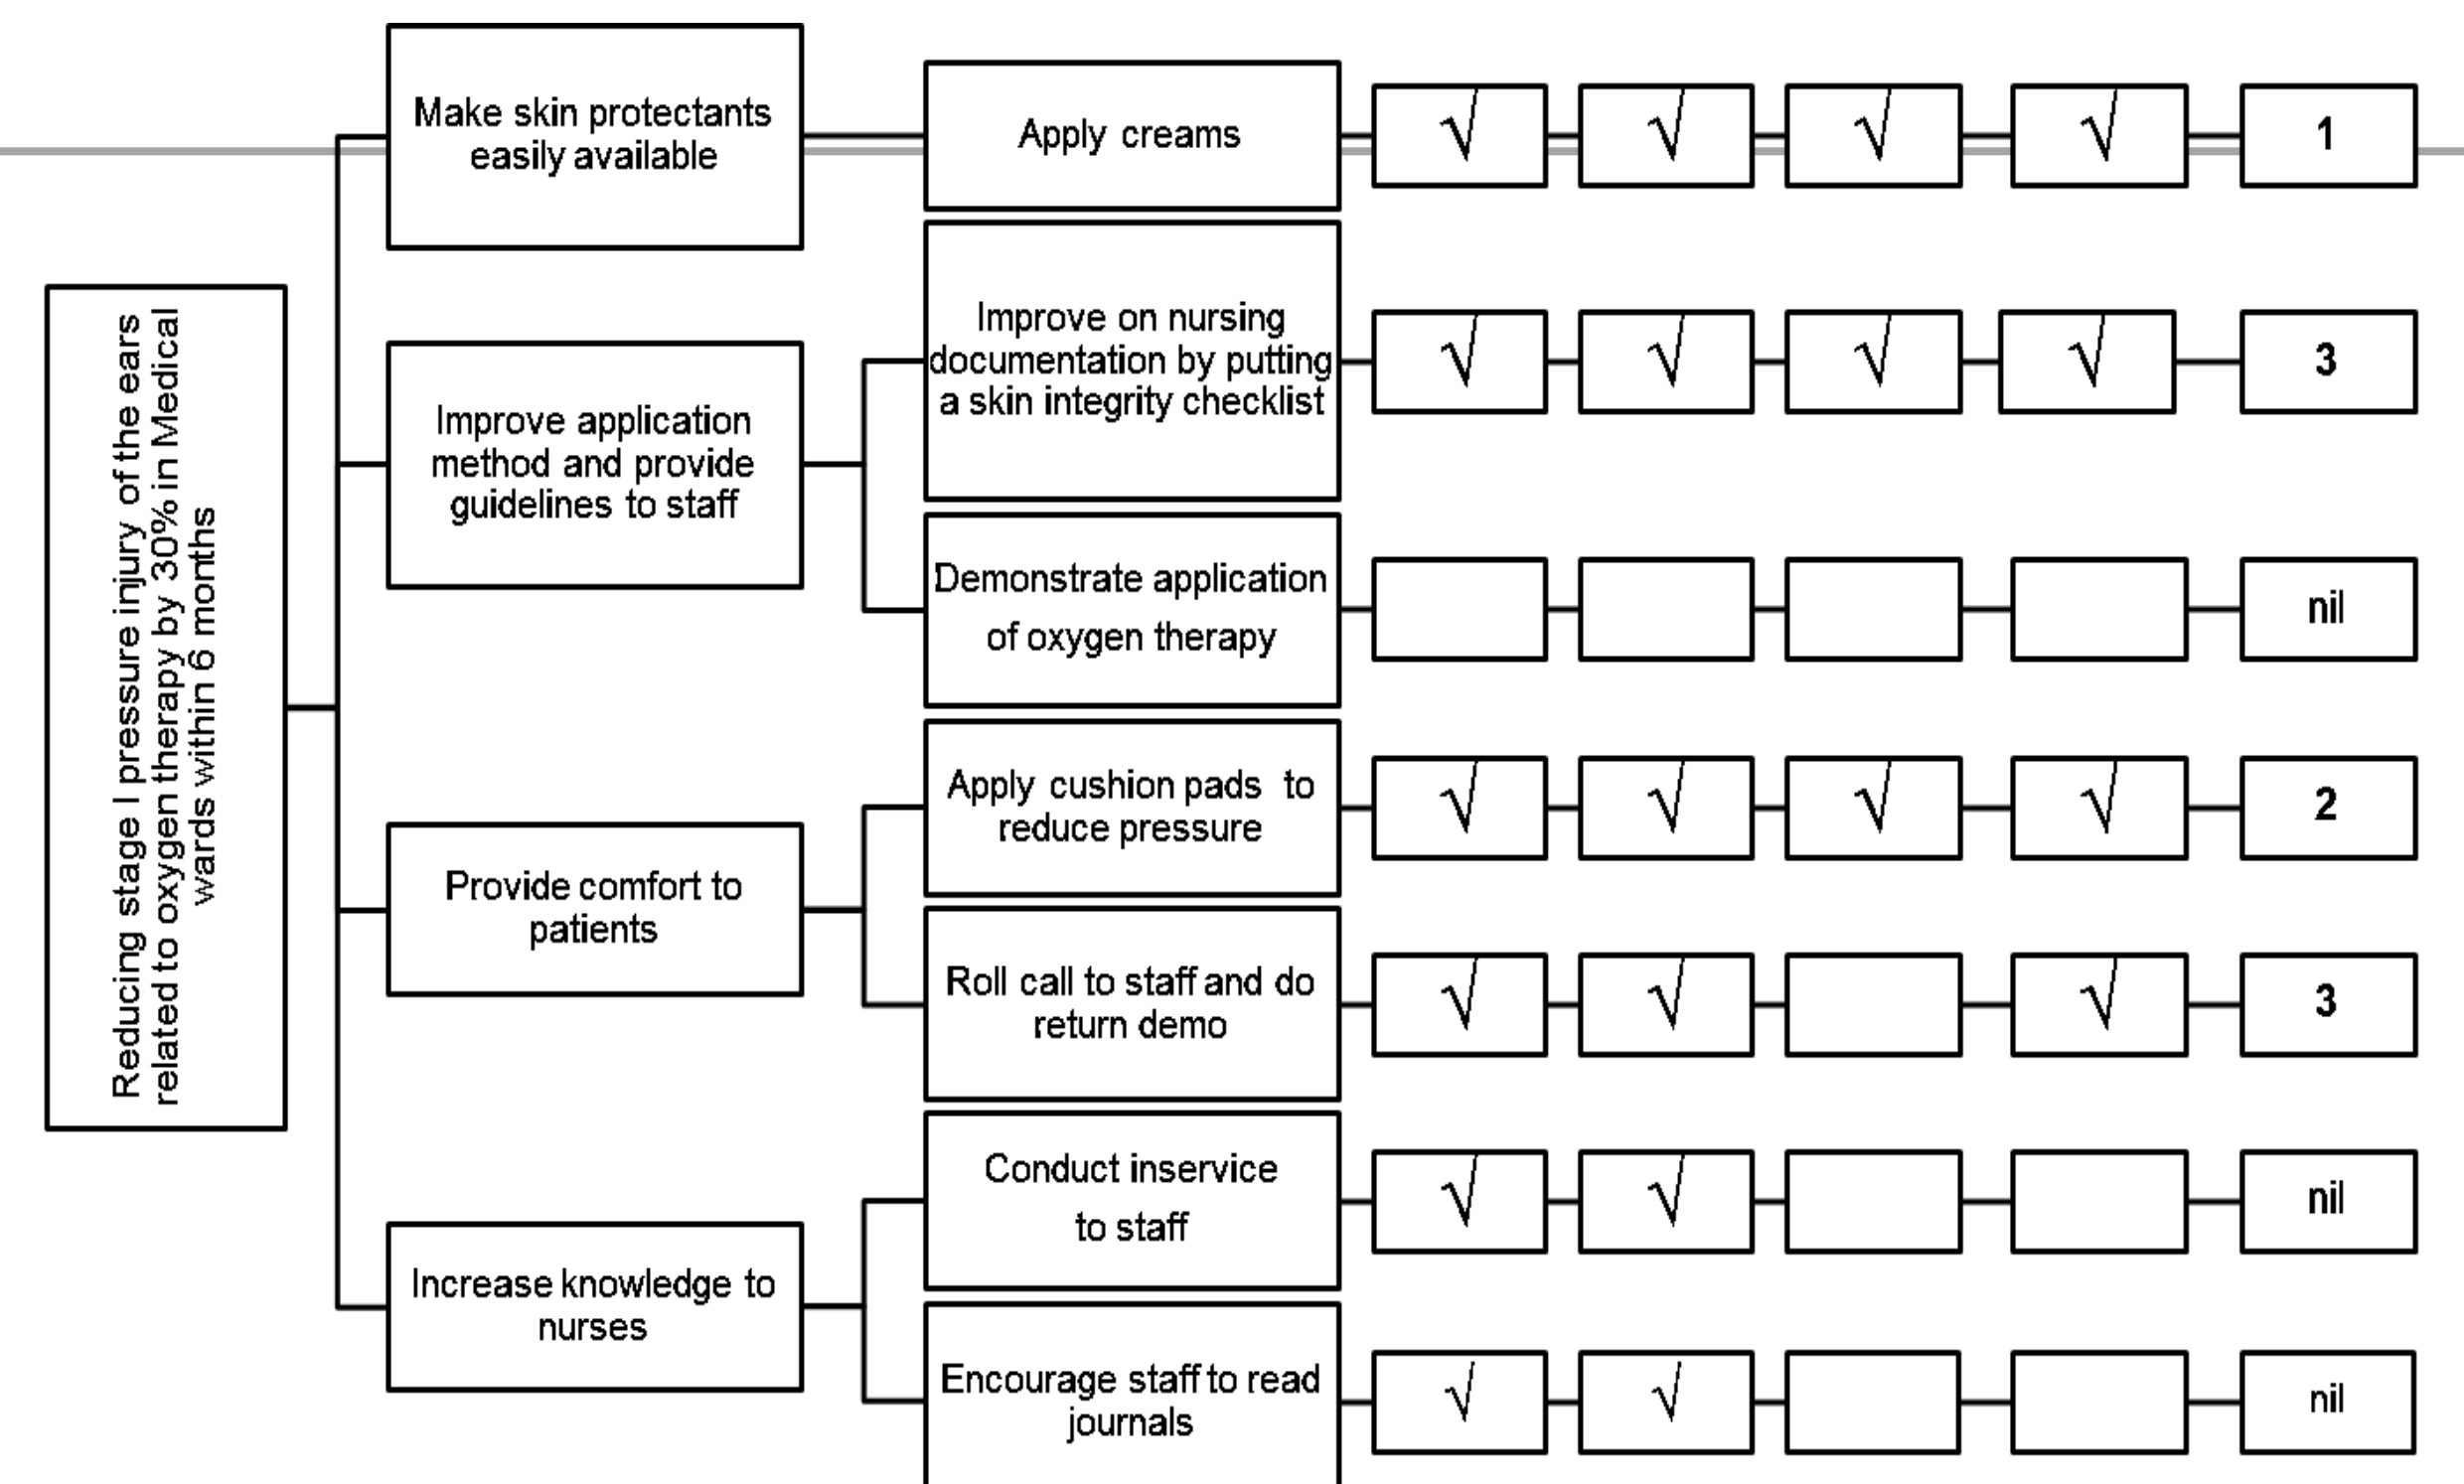 Reducing stage I pressure injury of the ears
related to oxygen therapy by 30% in Medical
wards within 6 months
Make skin protectants
easily available
Apply creams
√ √ √ √ 1
Improve application
method and provide
guidelines to staff
Improve on nursing
documentation by putting
a skin integrity checklist
√ √ √ √ 3
Demonstrate application
of oxygen therapy
nil
Provide comfort to
patients
Apply cushion pads to
reduce pressure
√ √ √ √ 2
Roll call to staff and do
return demo
√ √ √ 3
Increase knowledge to
nurses
Conduct inservice
to staff
√ √ nil
Encourage staff to read
journals
√ √ nil